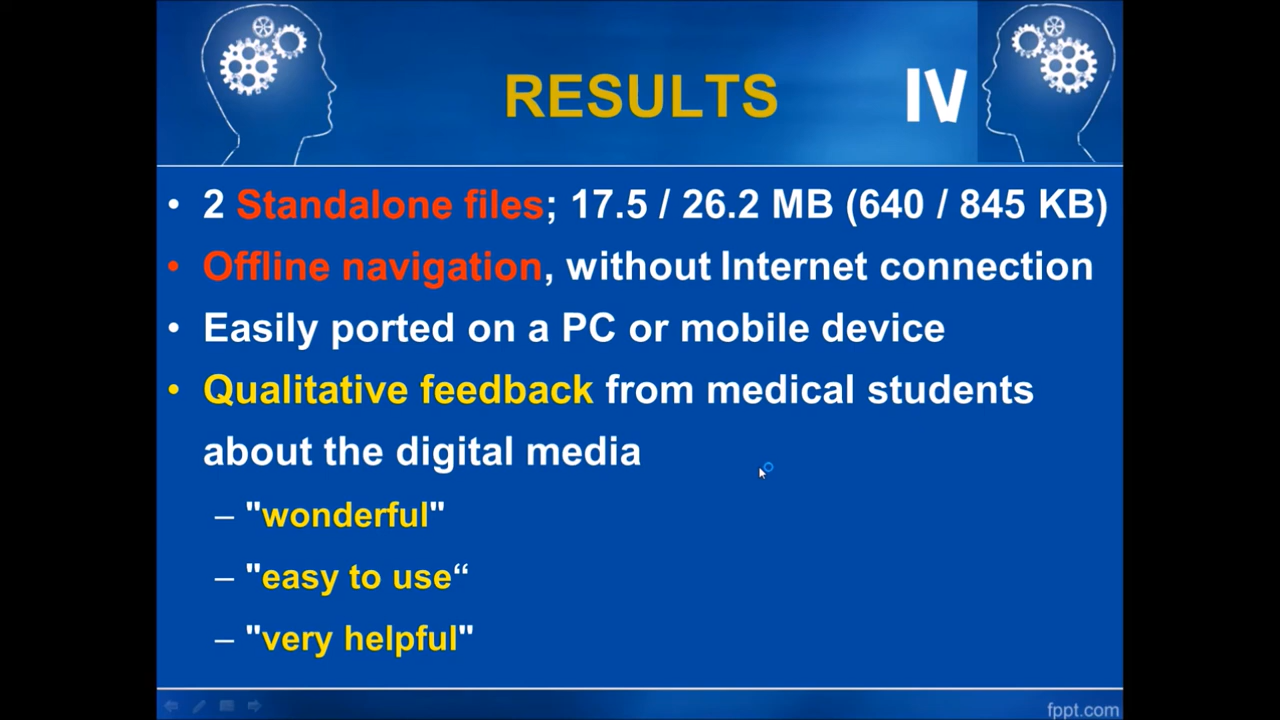 RESULTS IV
• 2 Standalone files; 17.5 / 26.2 MB (640 / 845 KB)
• Offline navigation, without Internet connection
• Easily ported on a PC or mobile device
• Qualitative feedback from medical students
about the digital media
– "wonderful"
– "easy to use“
– "very helpful"
fppt.com